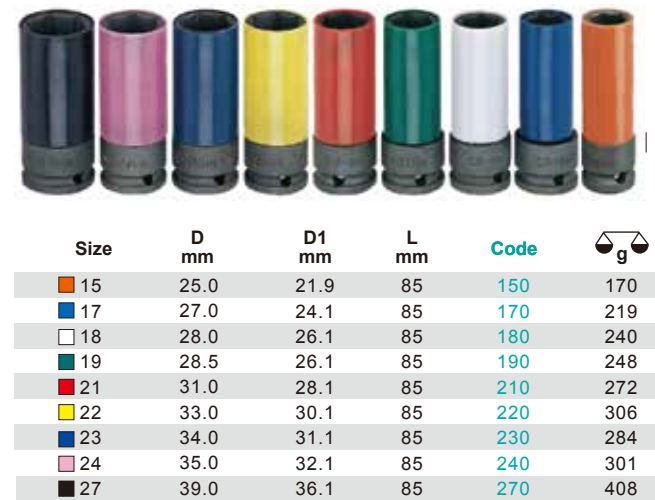 Size D mm D1 mm L mm Code g
15 25.0 21.9 85 150 170
17 27.0 24.1 85 170 219
18 28.0 26.1 85 180 240
19 28.5 26.1 85 190 248
21 31.0 28.1 85 210 272
22 33.0 30.1 85 220 306
23 34.0 31.1 85 230 284
24 35.0 32.1 85 240 301
27 39.0 36.1 85 270 408